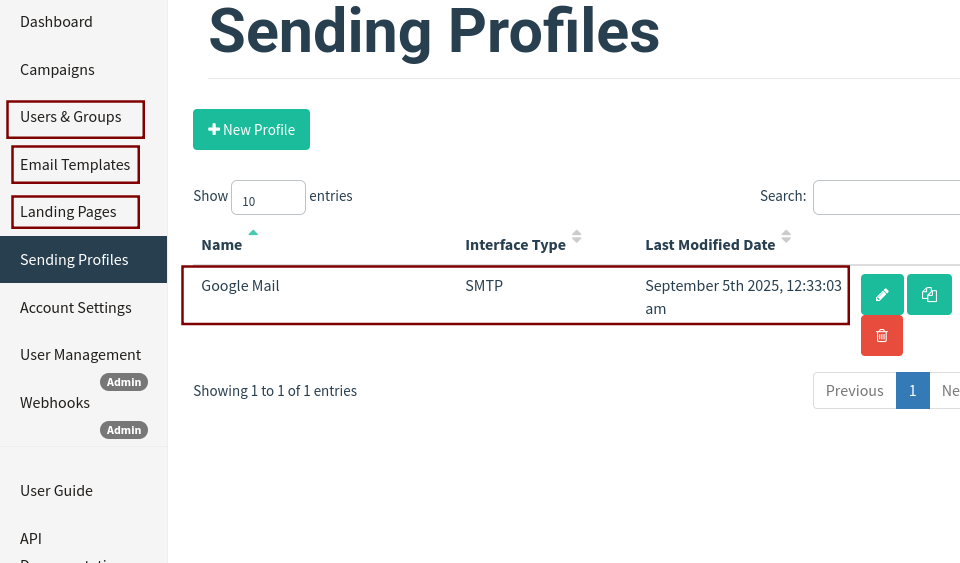 Sending Profiles
Dashboard
Campaigns
Users & Groups
Email Templates
Landing Pages
Sending Profiles
Account Settings
User Management
Admin
Webhooks
Admin
User Guide
API
New Profile
Show 10 entries
Search:
Name Interface Type Last Modified Date
Google Mail SMTP September 5th 2025, 12:33:03
am
Showing 1 to 1 of 1 entries
Previous 1 Ne